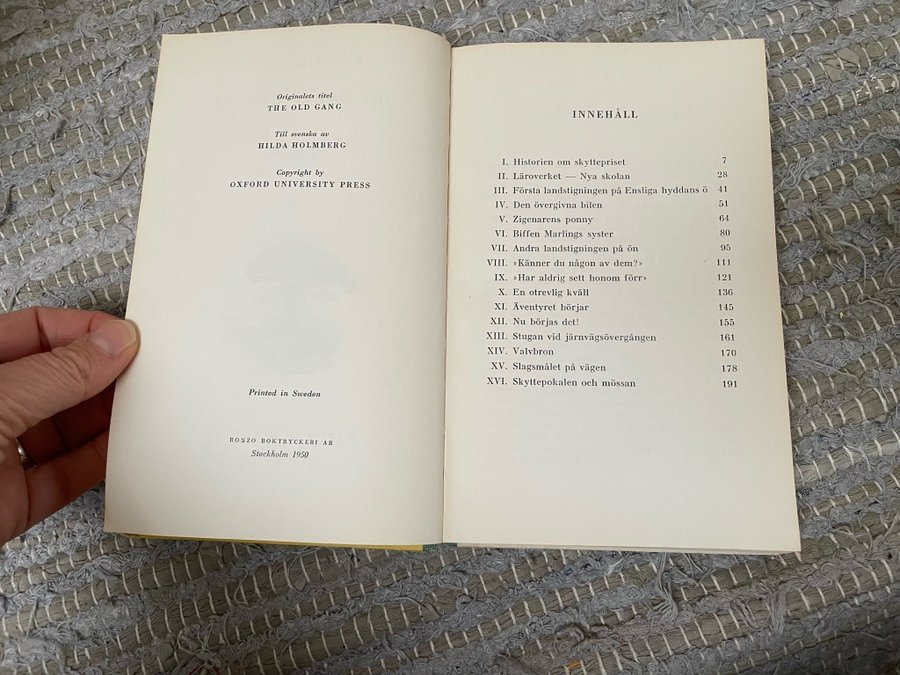 Originalets titel
THE OLD GANG
Till svenska av
HILDA HOLMBERG
Copyright by
OXFORD UNIVERSITY PRESS
Printed in Sweden
BONZO BOKTRYCKERI AB
Stockholm 1950
INNEHÅLL
I. Historien om skyttepriset 7
II. Läroverket — Nya skolan 28
III. Första landstigningen på Ensliga hyddans ö 41
IV. Den övergivna bilen 51
V. Zigenarens ponny 64
VI. Biffen Marlings syster 80
VII. Andra landstigningen på ön 95
VIII. »Känner du någon av dem?» 111
IX. »Har aldrig sett honom förr» 121
X. En otrevlig kväll 136
XI. Äventyret börjar 145
XII. Nu börjas det! 155
XIII. Stugan vid järnvägsövergången 161
XIV. Valvbron 170
XV. Slagsmålet på vägen 178
XVI. Skyttepokalen och mössan 191